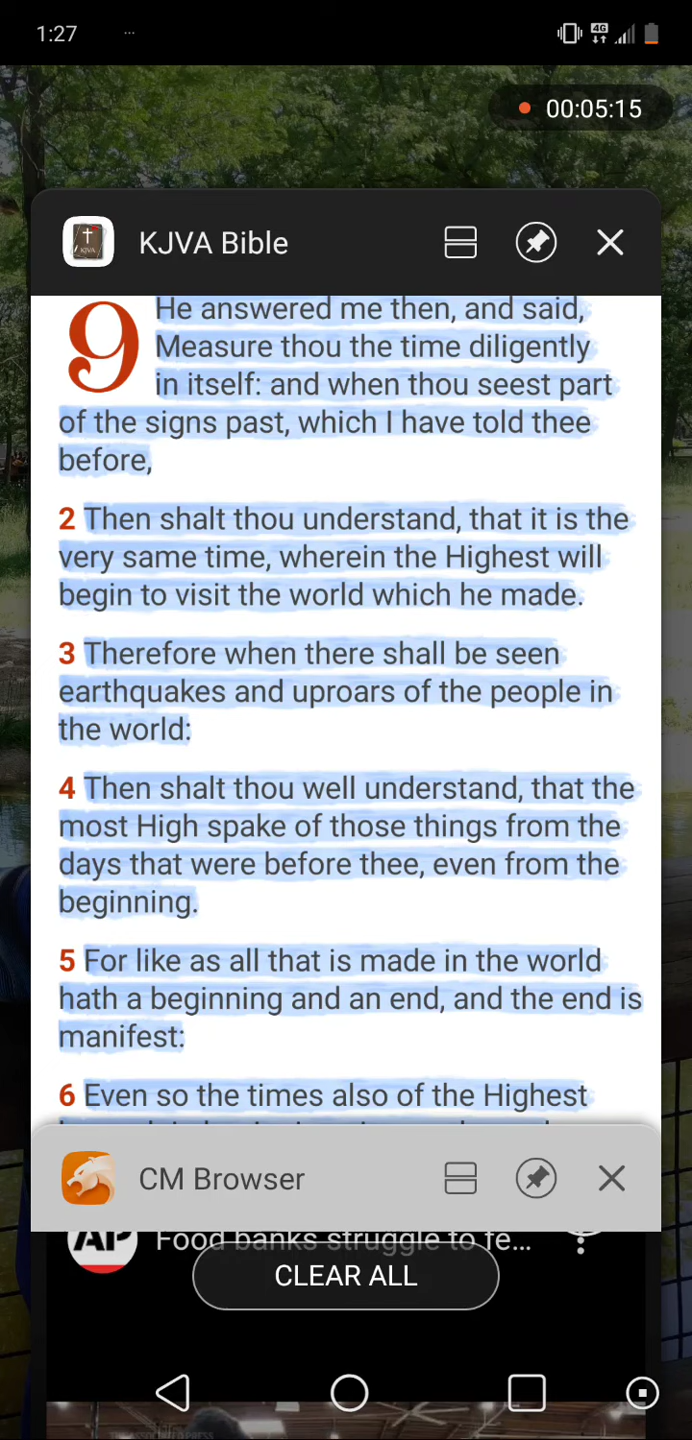 1:27
4G
00:05:15
KJVA Bible
9 He answered me then, and said,
Measure thou the time diligently
in itself: and when thou seest part
of the signs past, which I have told thee
before,
2 Then shalt thou understand, that it is the
very same time, wherein the Highest will
begin to visit the world which he made.
3 Therefore when there shall be seen
earthquakes and uproars of the people in
the world:
4 Then shalt thou well understand, that the
most High spake of those things from the
days that were before thee, even from the
beginning.
5 For like as all that is made in the world
hath a beginning and an end, and the end is
manifest:
6 Even so the times also of the Highest
CM Browser
AP Food banks struggle to fe...
CLEAR ALL